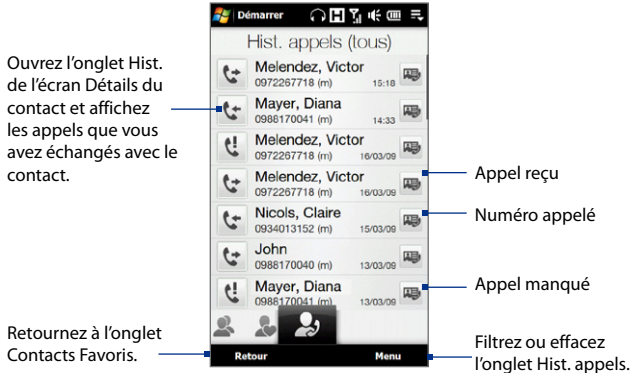 Démarrer
Hist. appels (tous)
Melendez, Victor
0972267718 (m) 15:18
Mayer, Diana
0988170041 (m) 14:33
Melendez, Victor
0972267718 (m) 16/03/09
Melendez, Victor
0972267718 (m) 16/03/09
Nicols, Claire
0934013152 (m) 15/03/09
John
0988170040 (m) 13/03/09
Mayer, Diana
0988170041 (m) 13/03/09
Retour Menu
Ouvrez l’onglet Hist.
de l’écran Détails du
contact et affichez
les appels que vous
avez échangés avec le
contact.
Retournez à l’onglet
Contacts Favoris.
Appel reçu
Numéro appelé
Appel manqué
Filtrez ou effacez
l’onglet Hist. appels.